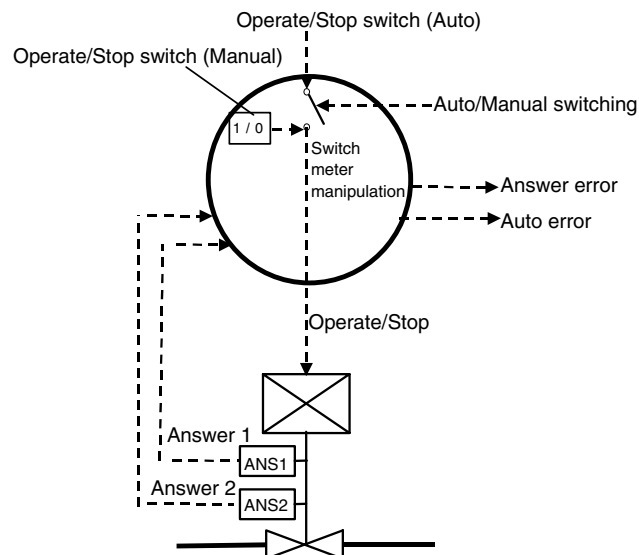 Operate/Stop switch (Auto)
Operate/Stop switch (Manual)
Auto/Manual switching
1 / 0
Switch
meter
manipulation
Answer error
Auto error
Operate/Stop
Answer 1
ANS1
Answer 2
ANS2